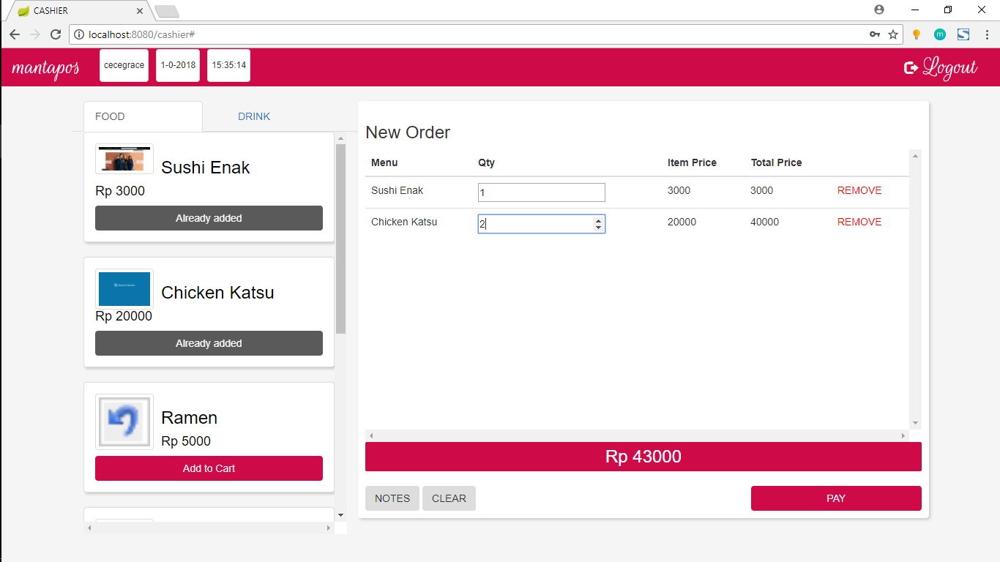 CASHIER
localhost:8080/cashier#
mantapos
cecegrace
1-0-2018
15:35:14
Logout
FOOD
DRINK
Sushi Enak
Rp 3000
Already added
Chicken Katsu
Rp 20000
Already added
Ramen
Rp 5000
Add to Cart
New Order
Menu Qty Item Price Total Price
Sushi Enak 1 3000 3000 REMOVE
Chicken Katsu 2 20000 40000 REMOVE
Rp 43000
NOTES CLEAR PAY